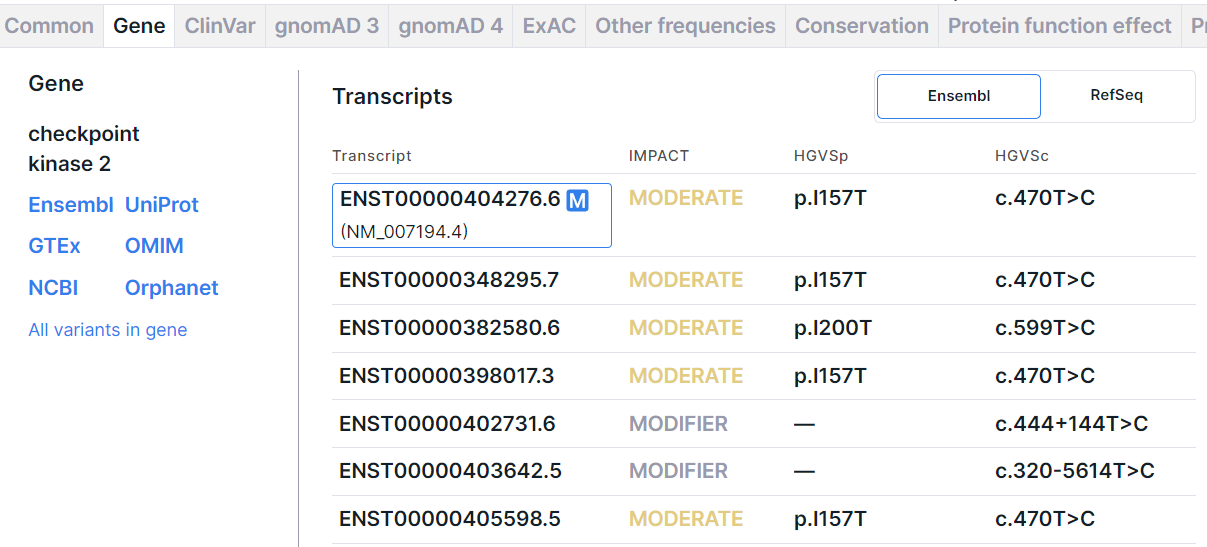 Common Gene ClinVar gnomAD 3 gnomAD 4 ExAC Other frequencies Conservation Protein function effect
Gene
checkpoint
kinase 2
Ensembl UniProt
GTEx OMIM
NCBI Orphanet
All variants in gene
Transcripts
Ensembl RefSeq
Transcript IMPACT HGVSp HGVSc
ENST00000404276.6 M MODERATE p.I157T c.470T>C
(NM_007194.4)
ENST00000348295.7 MODERATE p.I157T c.470T>C
ENST00000382580.6 MODERATE p.I200T c.599T>C
ENST00000398017.3 MODERATE p.I157T c.470T>C
ENST00000402731.6 MODIFIER — c.444+144T>C
ENST00000403642.5 MODIFIER — c.320-5614T>C
ENST00000405598.5 MODERATE p.I157T c.470T>C